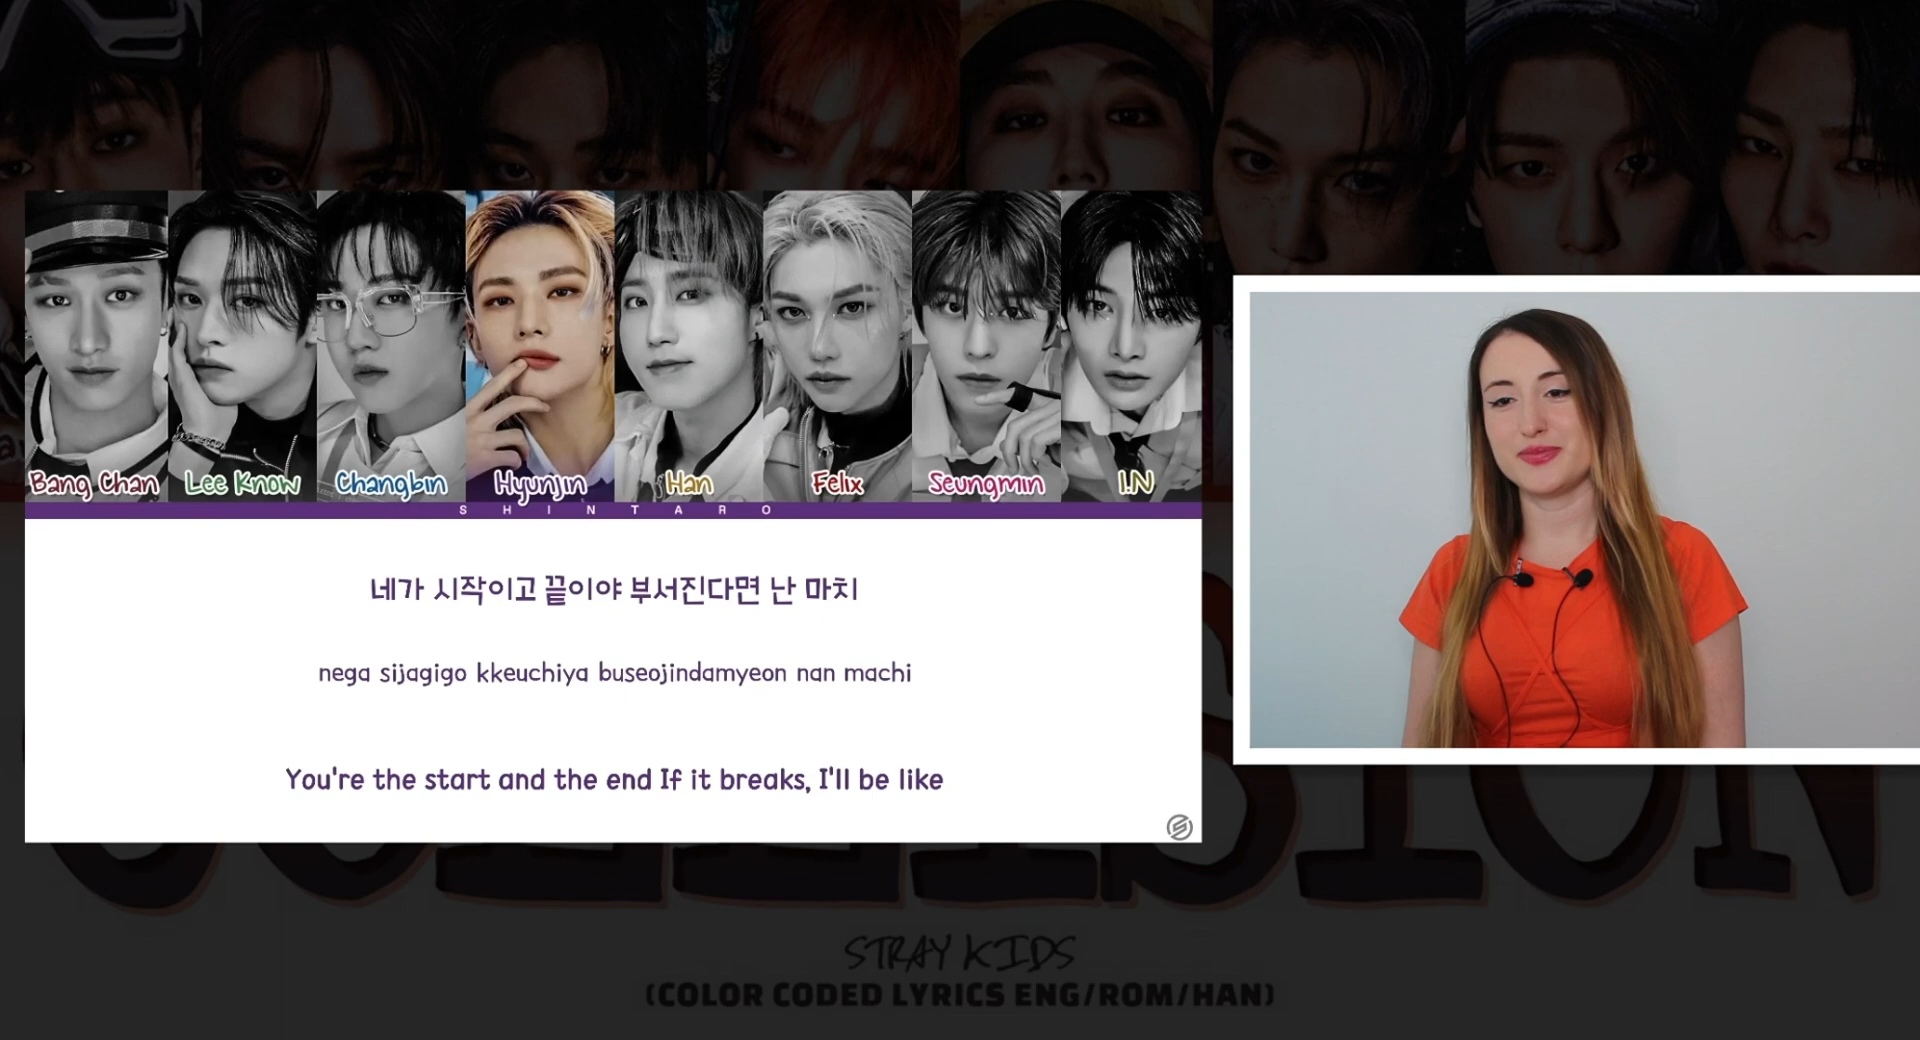 Bang Chan
Lee Know
Changbin
Hyunjin
Han
Felix
Seungmin
I.N
SHINTARO
네가 시작이고 끝이야 부서진다면 난 마치
nega sijagigo kkeuchiya buseojindamyeon nan machi
You're the start and the end If it breaks, I'll be like
STRAY KIDS
(COLOR CODED LYRICS ENG/ROM/HAN)